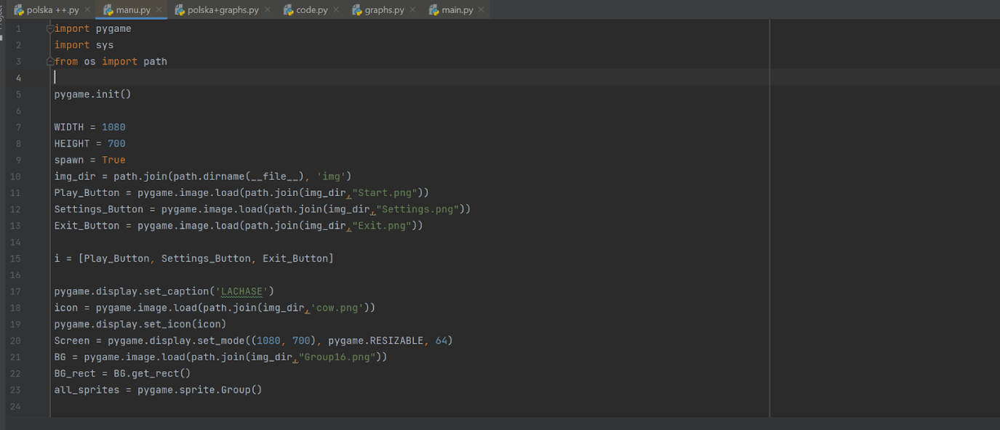 polska ++.py manu.py polska+graphs.py code.py graphs.py main.py
1 import pygame
2 import sys
3 from os import path
4
5 pygame.init()
6
7 WIDTH = 1080
8 HEIGHT = 700
9 spawn = True
10 img_dir = path.join(path.dirname(__file__), 'img')
11 Play_Button = pygame.image.load(path.join(img_dir,"Start.png"))
12 Settings_Button = pygame.image.load(path.join(img_dir,"Settings.png"))
13 Exit_Button = pygame.image.load(path.join(img_dir,"Exit.png"))
14
15 i = [Play_Button, Settings_Button, Exit_Button]
16
17 pygame.display.set_caption('LACHASE')
18 icon = pygame.image.load(path.join(img_dir,'cow.png'))
19 pygame.display.set_icon(icon)
20 Screen = pygame.display.set_mode((1080, 700), pygame.RESIZABLE, 64)
21 BG = pygame.image.load(path.join(img_dir,"Group16.png"))
22 BG_rect = BG.get_rect()
23 all_sprites = pygame.sprite.Group()
24